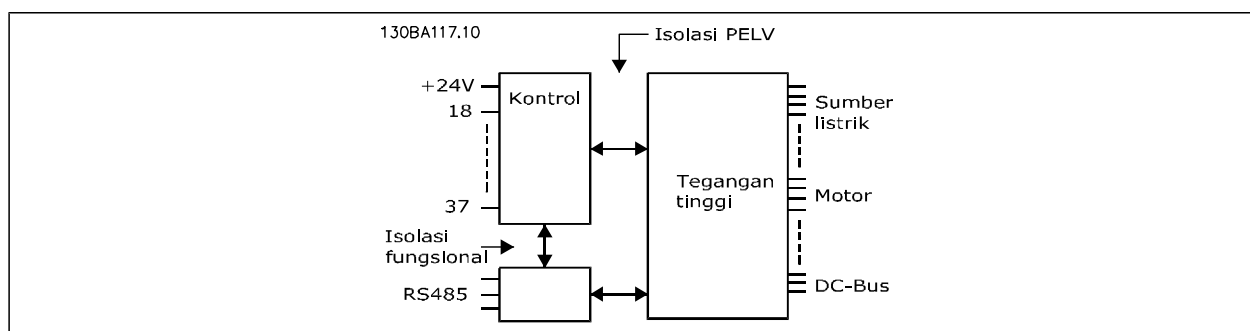 130BA117.10
Isolasi PELV
+24V
18
Kontrol
37
Tegangan
tinggi
Sumber
listrik
Motor
DC-Bus
Isolasi
fungsional
RS485